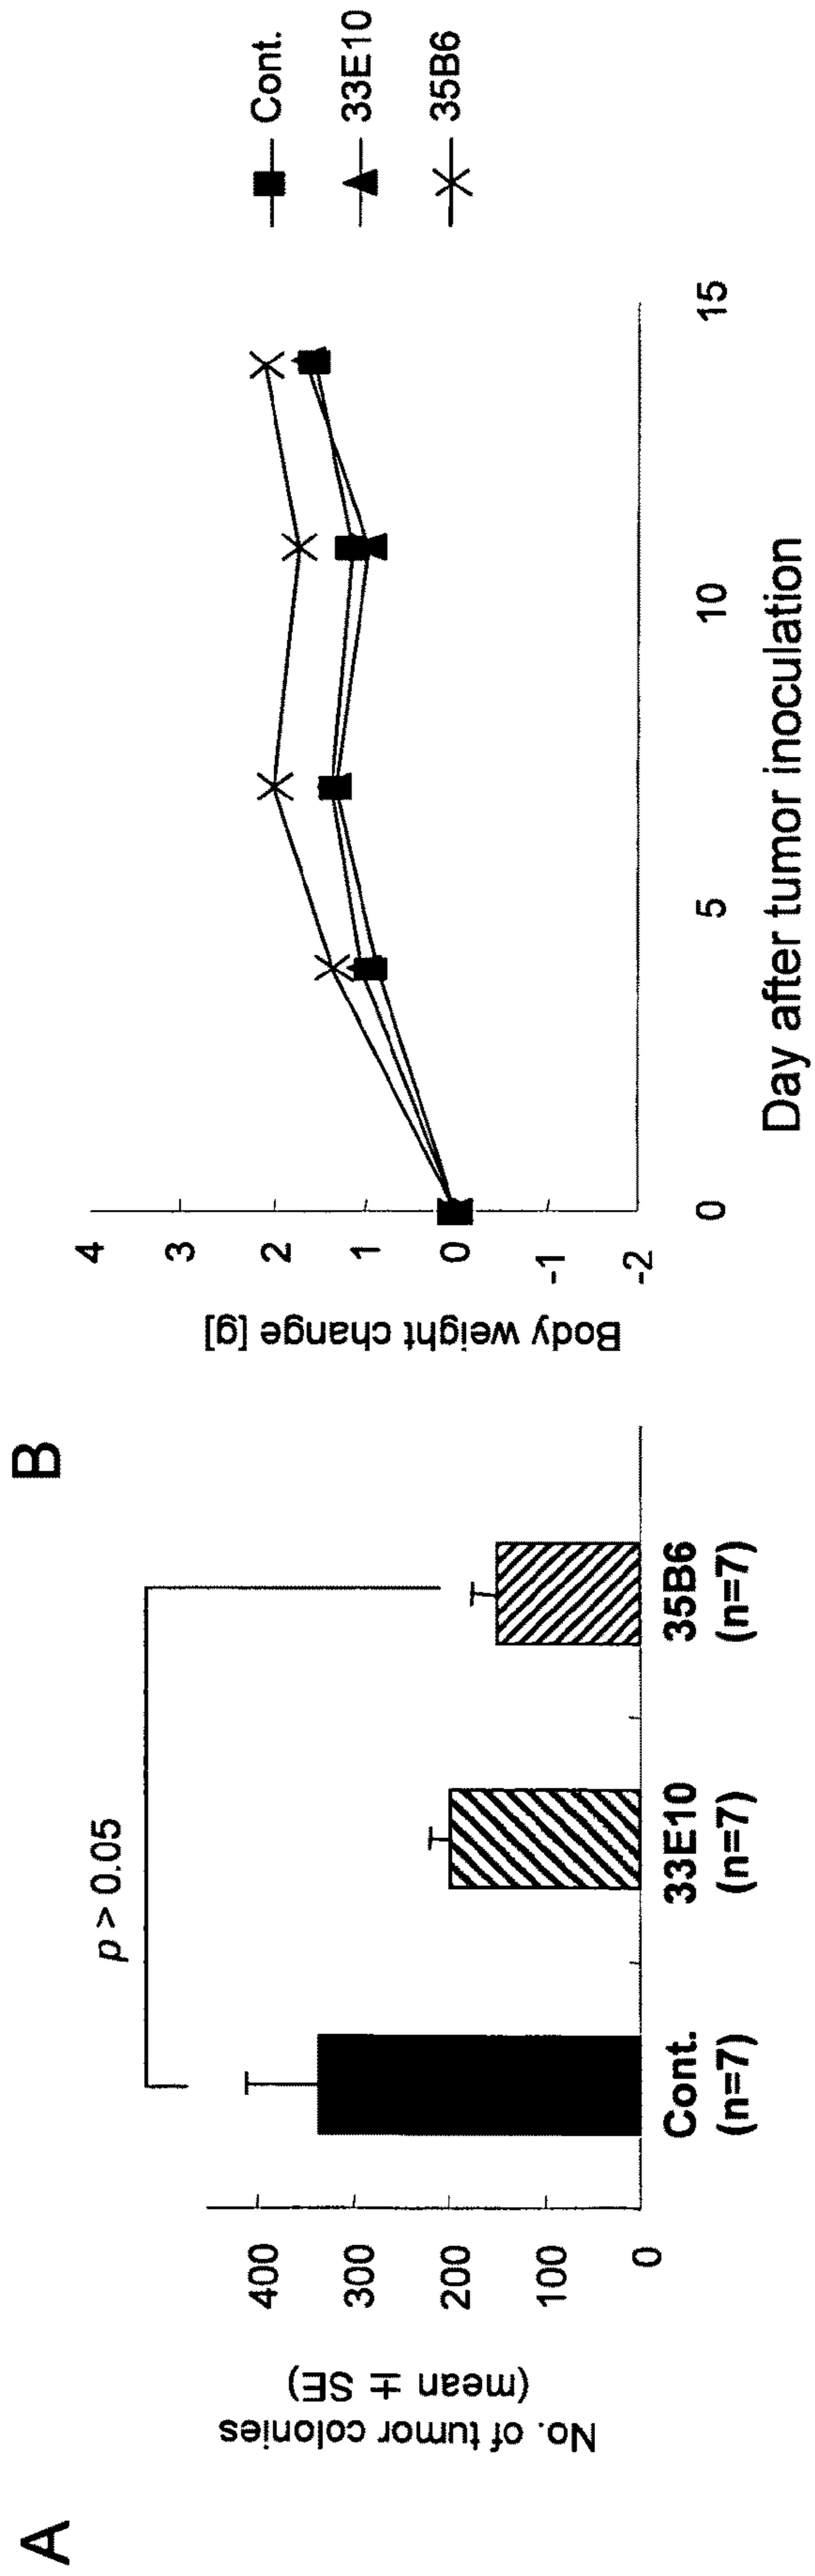 A
No. of tumor colonies
(mean ± SE)
400
300
200
100
0
p > 0.05
Cont.
(n=7)
33E10
(n=7)
35B6
(n=7)
B
Body weight change [g]
4
3
2
1
0
-1
-2
0
5
10
15
Day after tumor inoculation
Cont.
33E10
35B6